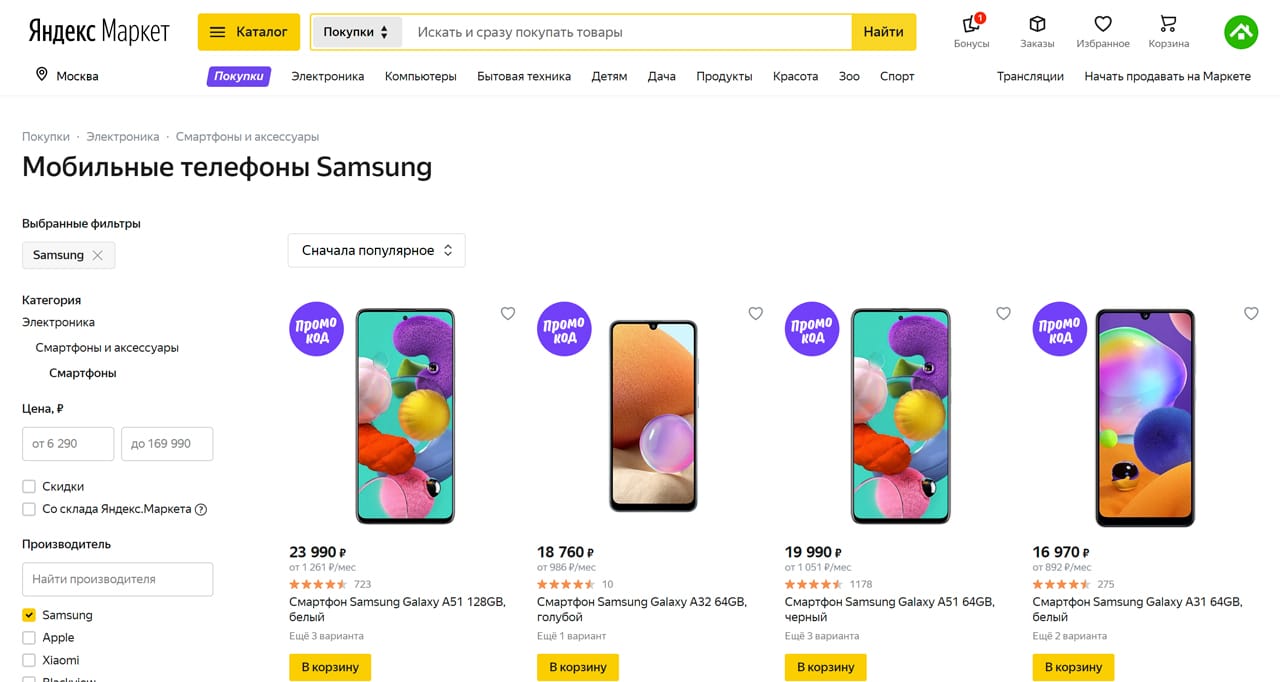 Яндекс Маркет
Каталог
Покупки
Искать и сразу покупать товары
Найти
1
Бонусы
Заказы
Избранное
Корзина
Москва
Покупки Электроника Компьютеры Бытовая техника Детям Дача Продукты Красота Зоо Спорт Трансляции Начать продавать на Маркете
Покупки · Электроника · Смартфоны и аксессуары
Мобильные телефоны Samsung
Выбранные фильтры
Samsung
Категория
Электроника
Смартфоны и аксессуары
Смартфоны
Цена, ₽
от 6 290 до 169 990
Скидки
Со склада Яндекс.Маркета ?
Производитель
Найти производителя
Samsung
Apple
Xiaomi
Blackview
Сначала популярное
Промо
код
23 990 ₽
от 1 261 ₽/мес
723
Смартфон Samsung Galaxy A51 128GB,
белый
Ещё 3 варианта
В корзину
Промо
код
18 760 ₽
от 986 ₽/мес
10
Смартфон Samsung Galaxy A32 64GB,
голубой
Ещё 1 вариант
В корзину
Промо
код
19 990 ₽
от 1 051 ₽/мес
1178
Смартфон Samsung Galaxy A51 64GB,
черный
Ещё 3 варианта
В корзину
Промо
код
16 970 ₽
от 892 ₽/мес
275
Смартфон Samsung Galaxy A31 64GB,
белый
Ещё 2 варианта
В корзину